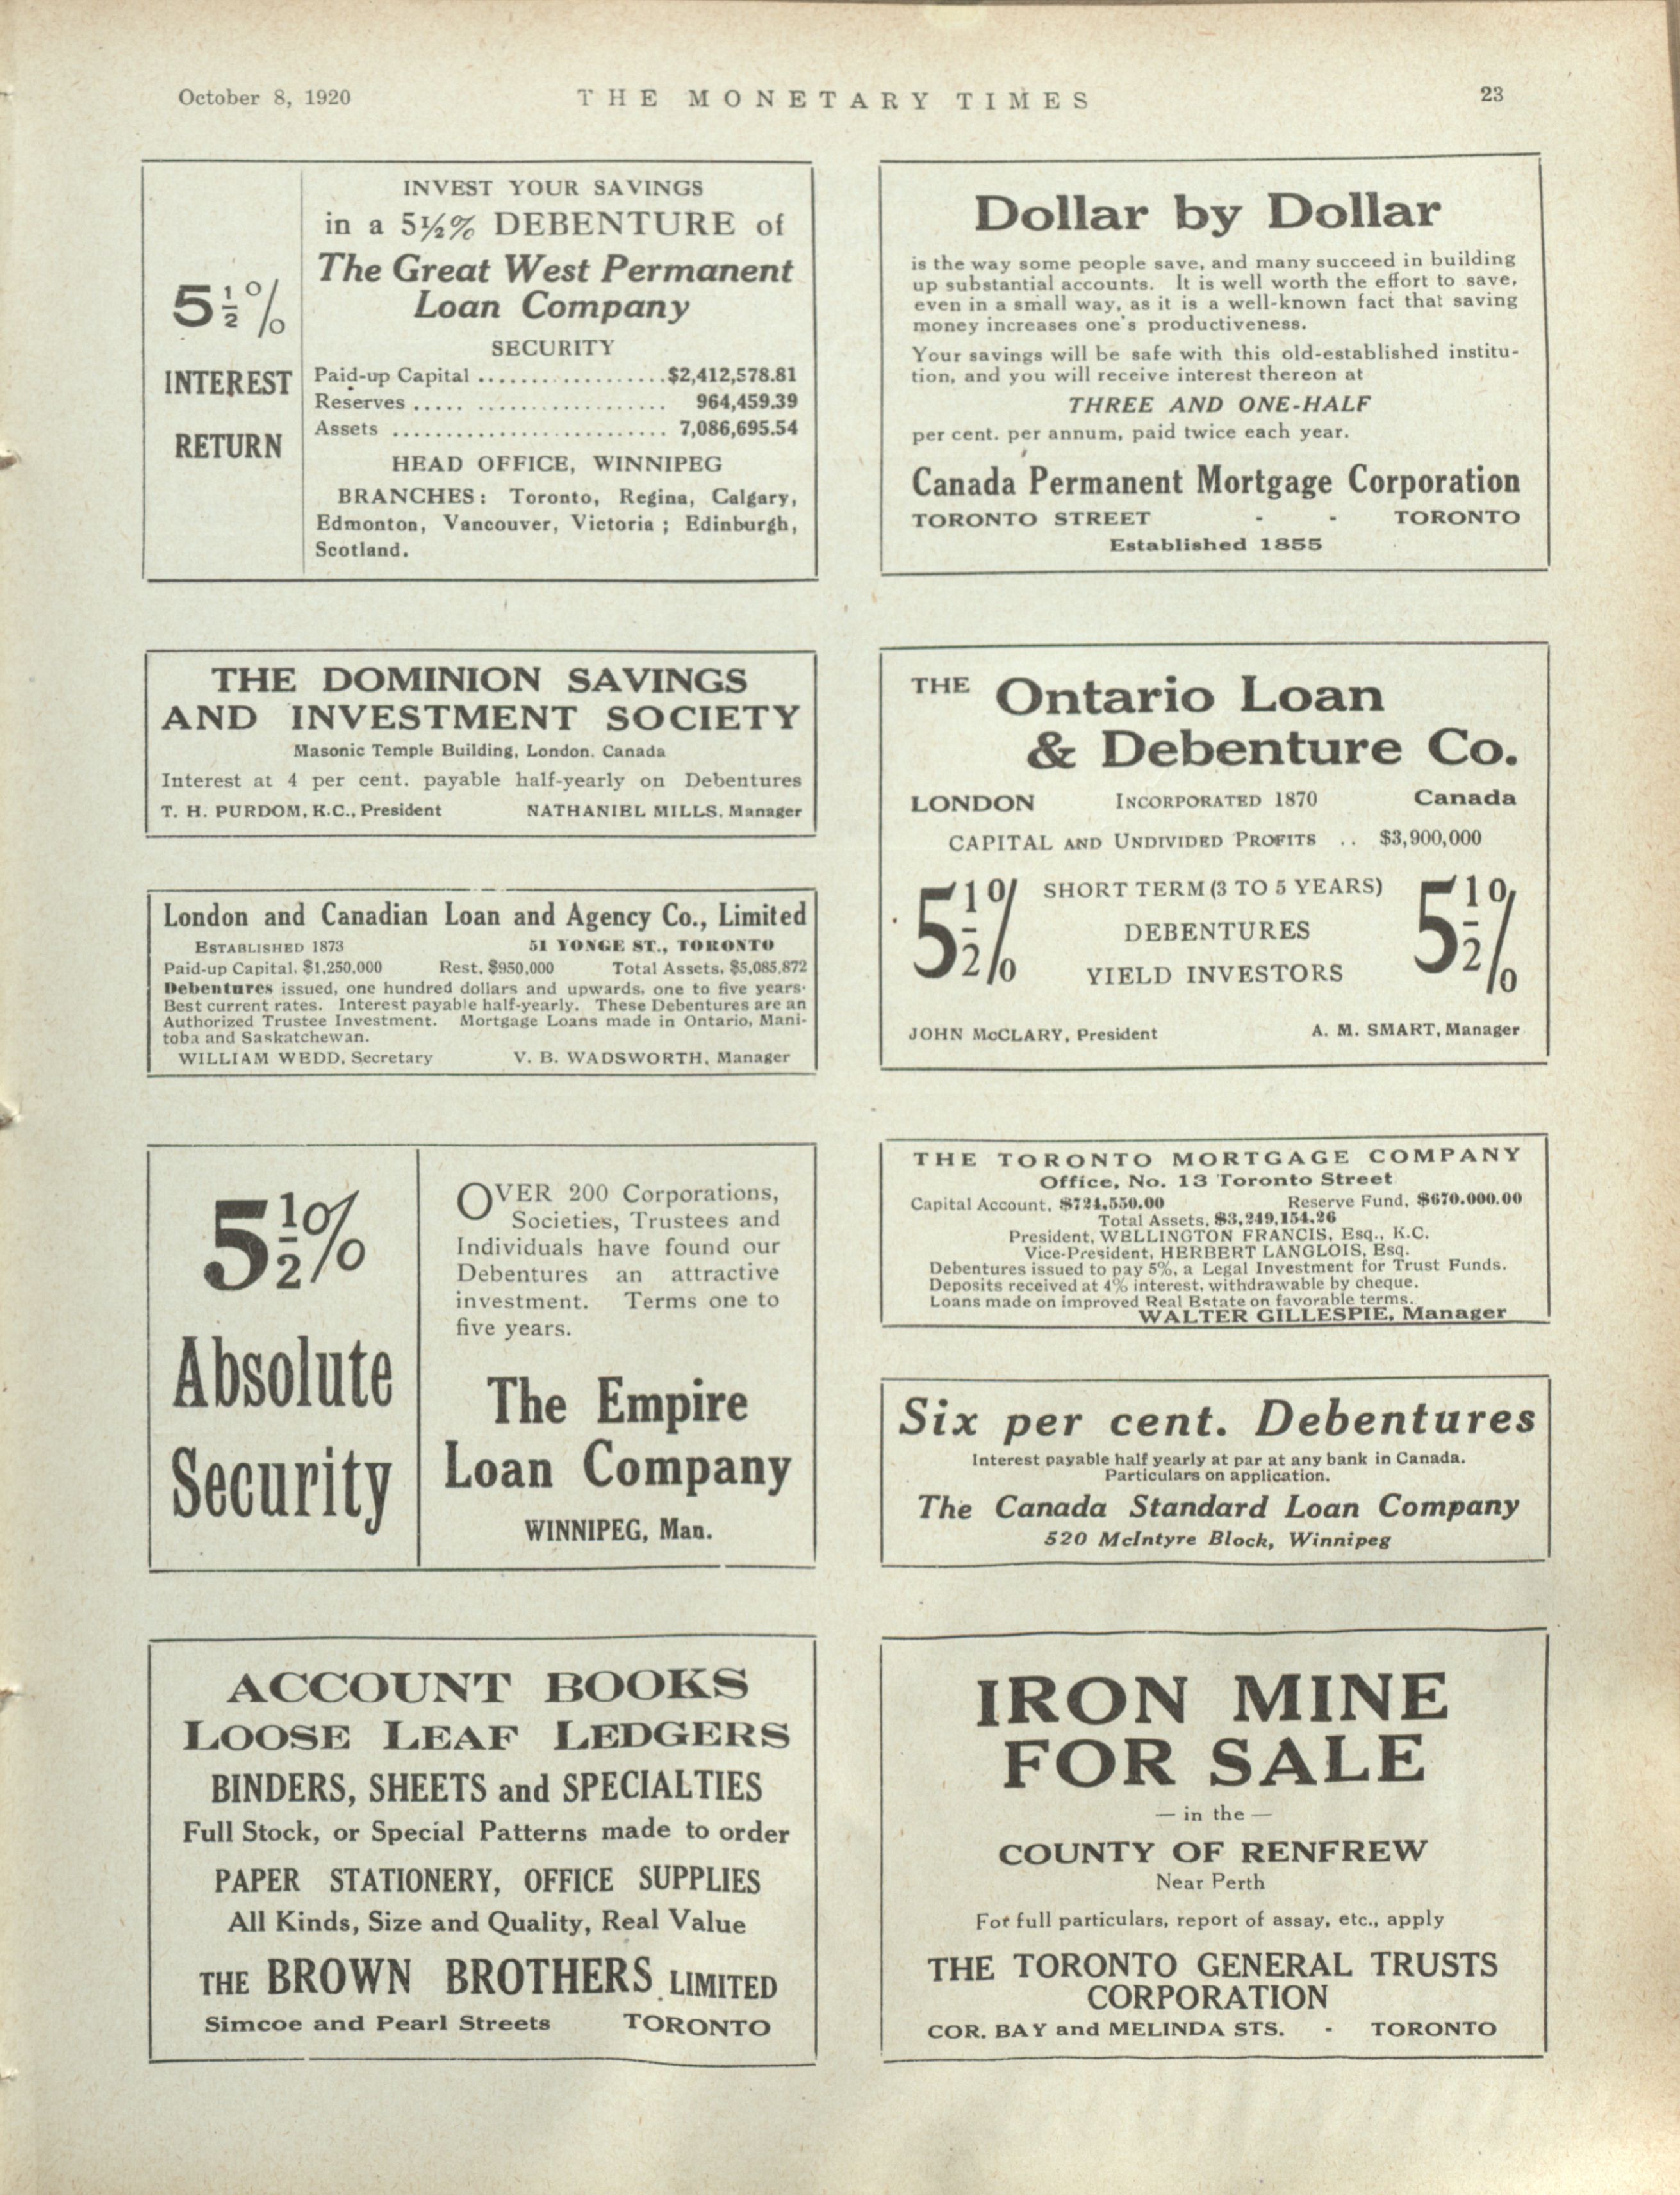 October 8, 1920
THE MONETARY TIMES
23
5½%
INTEREST
RETURN
INVEST YOUR SAVINGS
in a 5½% DEBENTURE of
The Great West Permanent
Loan Company
SECURITY
Paid-up Capital ..................$2,412,578.81
Reserves ..... .................. 964,459.39
Assets .......................... 7,086,695.54
HEAD OFFICE, WINNIPEG
BRANCHES: Toronto, Regina, Calgary,
Edmonton, Vancouver, Victoria ; Edinburgh,
Scotland.
THE DOMINION SAVINGS
AND INVESTMENT SOCIETY
Masonic Temple Building, London. Canada
Interest at 4 per cent. payable half-yearly on Debentures
T. H. PURDOM, K.C., President NATHANIEL MILLS, Manager
London and Canadian Loan and Agency Co., Limited
ESTABLISHED 1873 51 YONGE ST., TORONTO
Paid-up Capital, $1,250,000 Rest, $950,000 Total Assets, $5,085,872
Debentures issued, one hundred dollars and upwards, one to five years.
Best current rates. Interest payable half-yearly. These Debentures are an
Authorized Trustee Investment. Mortgage Loans made in Ontario, Mani-
toba and Saskatchewan.
WILLIAM WEDD, Secretary V. B. WADSWORTH, Manager
5½%
Absolute
Security
OVER 200 Corporations,
Societies, Trustees and
Individuals have found our
Debentures an attractive
investment. Terms one to
five years.
The Empire
Loan Company
WINNIPEG, Man.
ACCOUNT BOOKS
LOOSE LEAF LEDGERS
BINDERS, SHEETS and SPECIALTIES
Full Stock, or Special Patterns made to order
PAPER STATIONERY, OFFICE SUPPLIES
All Kinds, Size and Quality, Real Value
THE BROWN BROTHERS LIMITED
Simcoe and Pearl Streets TORONTO
Dollar by Dollar
is the way some people save, and many succeed in building
up substantial accounts. It is well worth the effort to save,
even in a small way, as it is a well-known fact that saving
money increases one's productiveness.
Your savings will be safe with this old-established institu-
tion, and you will receive interest thereon at
THREE AND ONE-HALF
per cent. per annum, paid twice each year.
Canada Permanent Mortgage Corporation
TORONTO STREET - - TORONTO
Established 1855
THE Ontario Loan
& Debenture Co.
LONDON INCORPORATED 1870 Canada
CAPITAL AND UNDIVIDED PROFITS .. $3,900,000
5½% SHORT TERM (3 TO 5 YEARS) 5½%
DEBENTURES
YIELD INVESTORS
JOHN McCLARY, President A. M. SMART, Manager
THE TORONTO MORTGAGE COMPANY
Office, No. 13 Toronto Street
Capital Account, $724,550.00 Reserve Fund, $670,000.00
Total Assets, $3,249,154.26
President, WELLINGTON FRANCIS, Esq., K.C.
Vice-President, HERBERT LANGLOIS, Esq.
Debentures issued to pay 5%, a Legal Investment for Trust Funds.
Deposits received at 4% interest, withdrawable by cheque.
Loans made on improved Real Estate on favorable terms.
WALTER GILLESPIE, Manager
Six per cent. Debentures
Interest payable half yearly at par at any bank in Canada.
Particulars on application.
The Canada Standard Loan Company
520 McIntyre Block, Winnipeg
IRON MINE
FOR SALE
— in the —
COUNTY OF RENFREW
Near Perth
For full particulars, report of assay, etc., apply
THE TORONTO GENERAL TRUSTS
CORPORATION
COR. BAY and MELINDA STS. - TORONTO